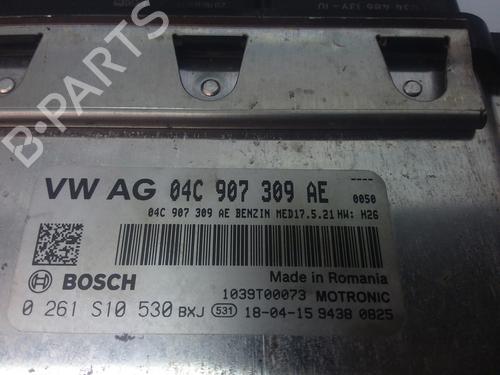 B-PARTS
VW AG 04C 907 309 AE 0050
04C 907 309 AE BENZIM MED17.5.21 HW: H26
BOSCH
Made in Romania
1039T00073 MOTRONIC
0 261 S10 530 BXJ 531 18-04-15 9438 0825